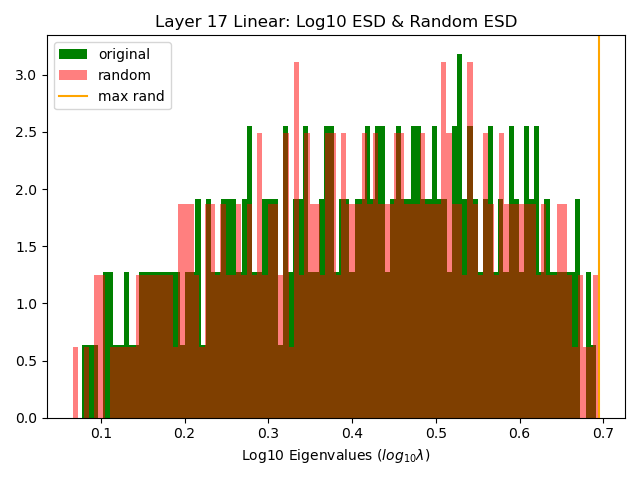 Layer 17 Linear: Log10 ESD & Random ESD
original
random
max rand
3.0
2.5
2.0
1.5
1.0
0.5
0.0
0.1 0.2 0.3 0.4 0.5 0.6 0.7
Log10 Eigenvalues (log₁₀λ)